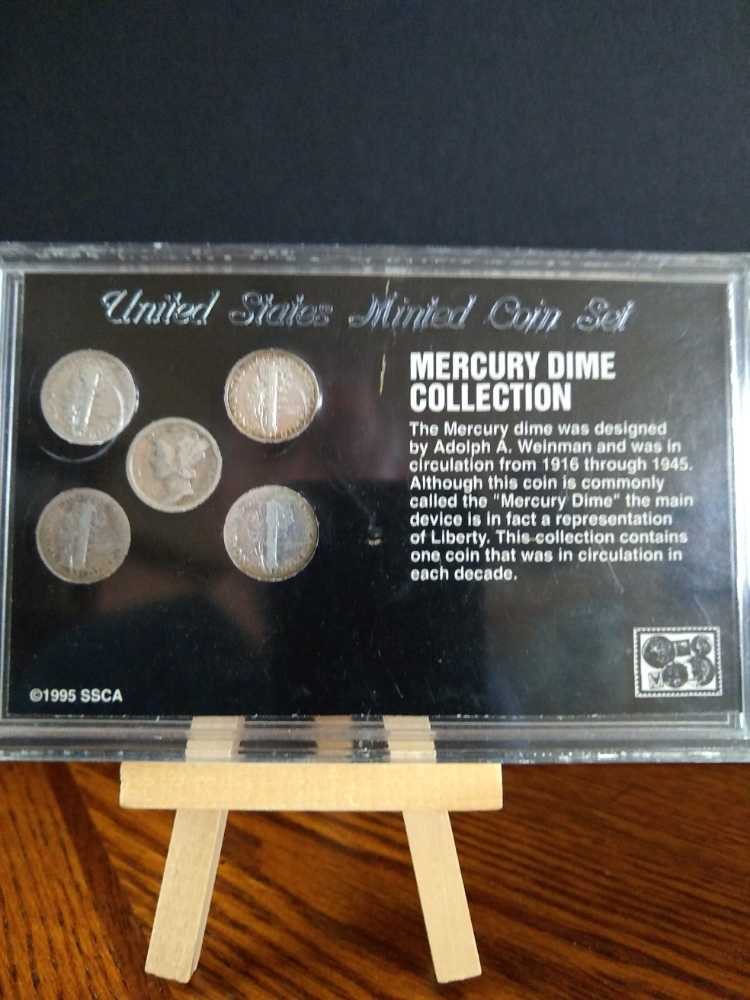 United States Minted Coin Set
MERCURY DIME
COLLECTION
The Mercury dime was designed
by Adolph A. Weinman and was in
circulation from 1916 through 1945.
Although this coin is commonly
called the "Mercury Dime" the main
device is in fact a representation
of Liberty. This collection contains
one coin that was in circulation in
each decade.
©1995 SSCA